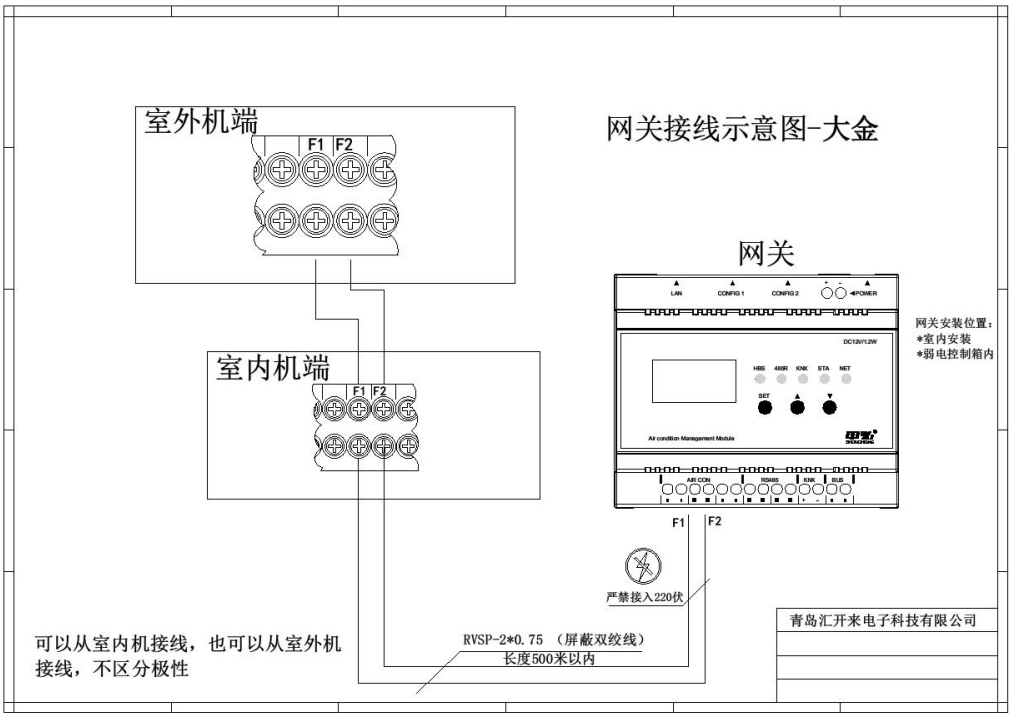 室外机端
F1 F2
网关接线示意图-大金
网关
LAN CONFIG 1 CONFIG 2 + - ◀POWER
网关安装位置：
*室内安装
*弱电控制箱内
DC12V/1.2W
HBS 485R KNX STA NET
SET ▲ ▼
Air condition Management Module
ZHONGHONG
AIR CON RS485 KNX BUS
+ -
室内机端
F1 F2
F1 F2
严禁接入220伏
RVSP-2*0.75 （屏蔽双绞线）
长度500米以内
可以从室内机接线，也可以从室外机
接线，不区分极性
青岛汇开来电子科技有限公司